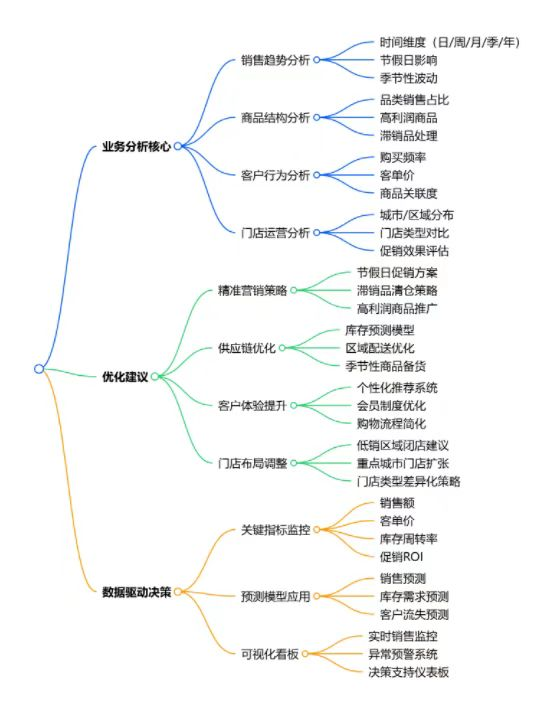 业务分析核心
销售趋势分析
时间维度（日/周/月/季/年）
节假日影响
季节性波动
商品结构分析
品类销售占比
高利润商品
滞销品处理
客户行为分析
购买频率
客单价
商品关联度
门店运营分析
城市/区域分布
门店类型对比
促销效果评估
优化建议
精准营销策略
节假日促销方案
滞销品清仓策略
高利润商品推广
供应链优化
库存预测模型
区域配送优化
季节性商品备货
客户体验提升
个性化推荐系统
会员制度优化
购物流程简化
门店布局调整
低销区域闭店建议
重点城市门店扩张
门店类型差异化策略
数据驱动决策
关键指标监控
销售额
客单价
库存周转率
促销ROI
预测模型应用
销售预测
库存需求预测
客户流失预测
可视化看板
实时销售监控
异常预警系统
决策支持仪表板